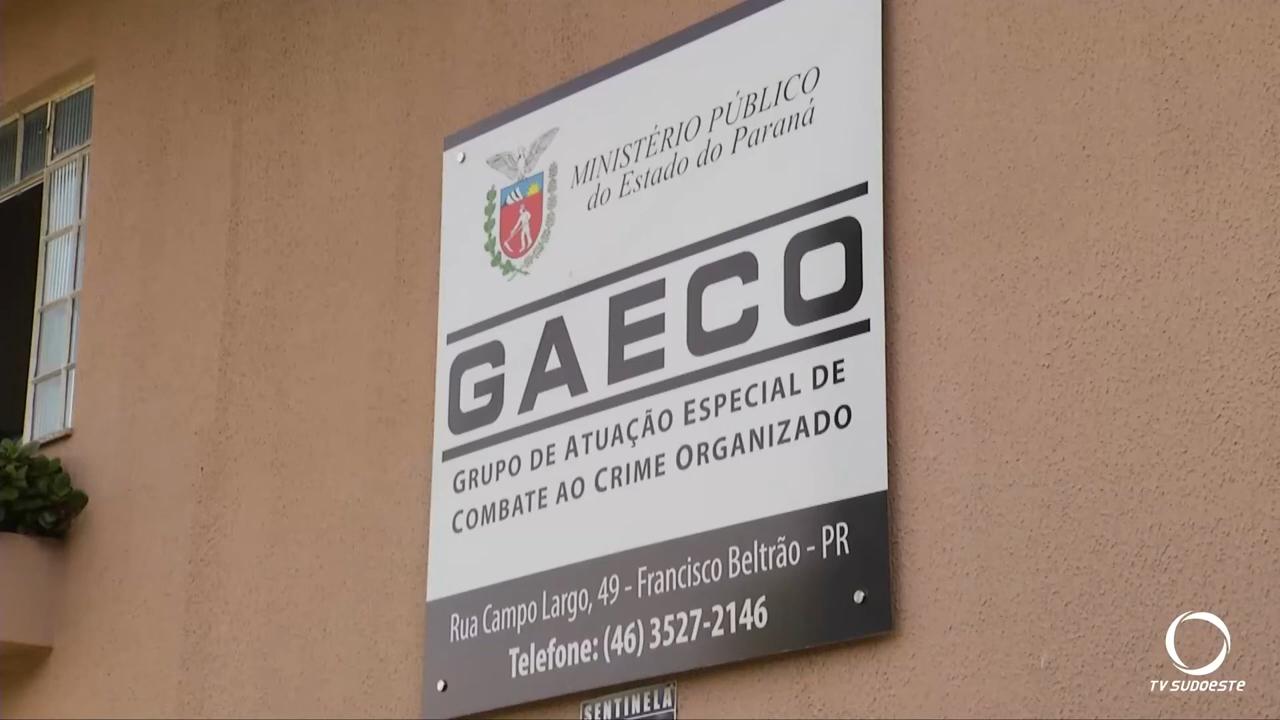 MINISTÉRIO PÚBLICO
do Estado do Paraná
GAECO
GRUPO DE ATUAÇÃO ESPECIAL DE
COMBATE AO CRIME ORGANIZADO
Rua Campo Largo, 49 - Francisco Beltrão - PR
Telefone: (46) 3527-2146
SENTINELA
TV SUDOESTE